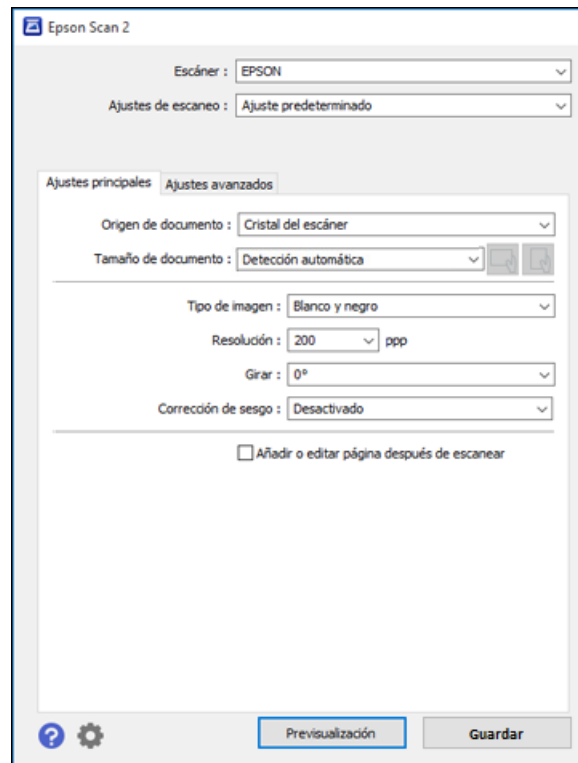 Epson Scan 2
Escáner : EPSON
Ajustes de escaneo : Ajuste predeterminado
Ajustes principales Ajustes avanzados
Origen de documento : Cristal del escáner
Tamaño de documento : Detección automática
Tipo de imagen : Blanco y negro
Resolución : 200 ppp
Girar : 0°
Corrección de sesgo : Desactivado
Añadir o editar página después de escanear
? Previsualización Guardar